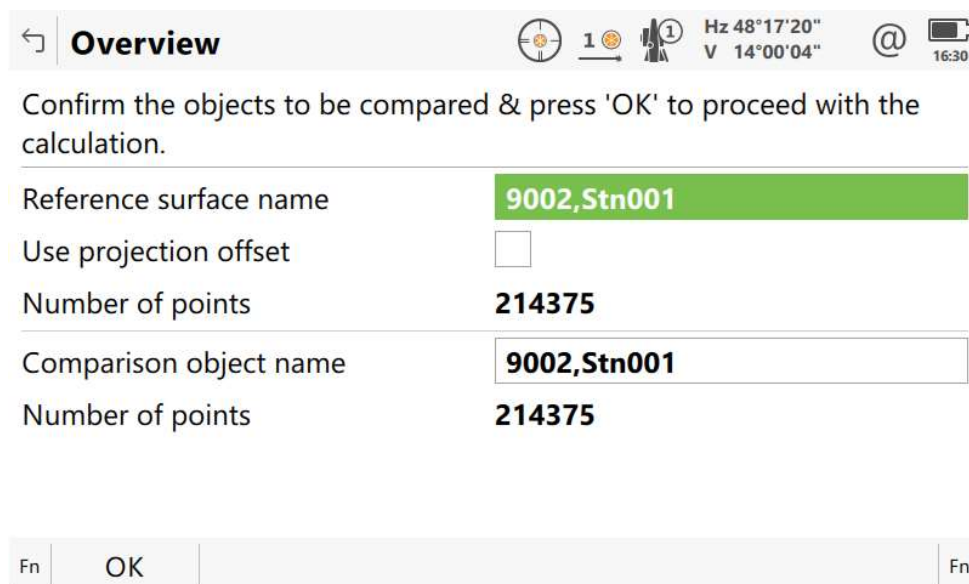 Overview
1
1
Hz 48°17'20"
V 14°00'04"
@
16:30
Confirm the objects to be compared & press 'OK' to proceed with the
calculation.
Reference surface name 9002,Stn001
Use projection offset
Number of points 214375
Comparison object name 9002,Stn001
Number of points 214375
Fn OK Fn